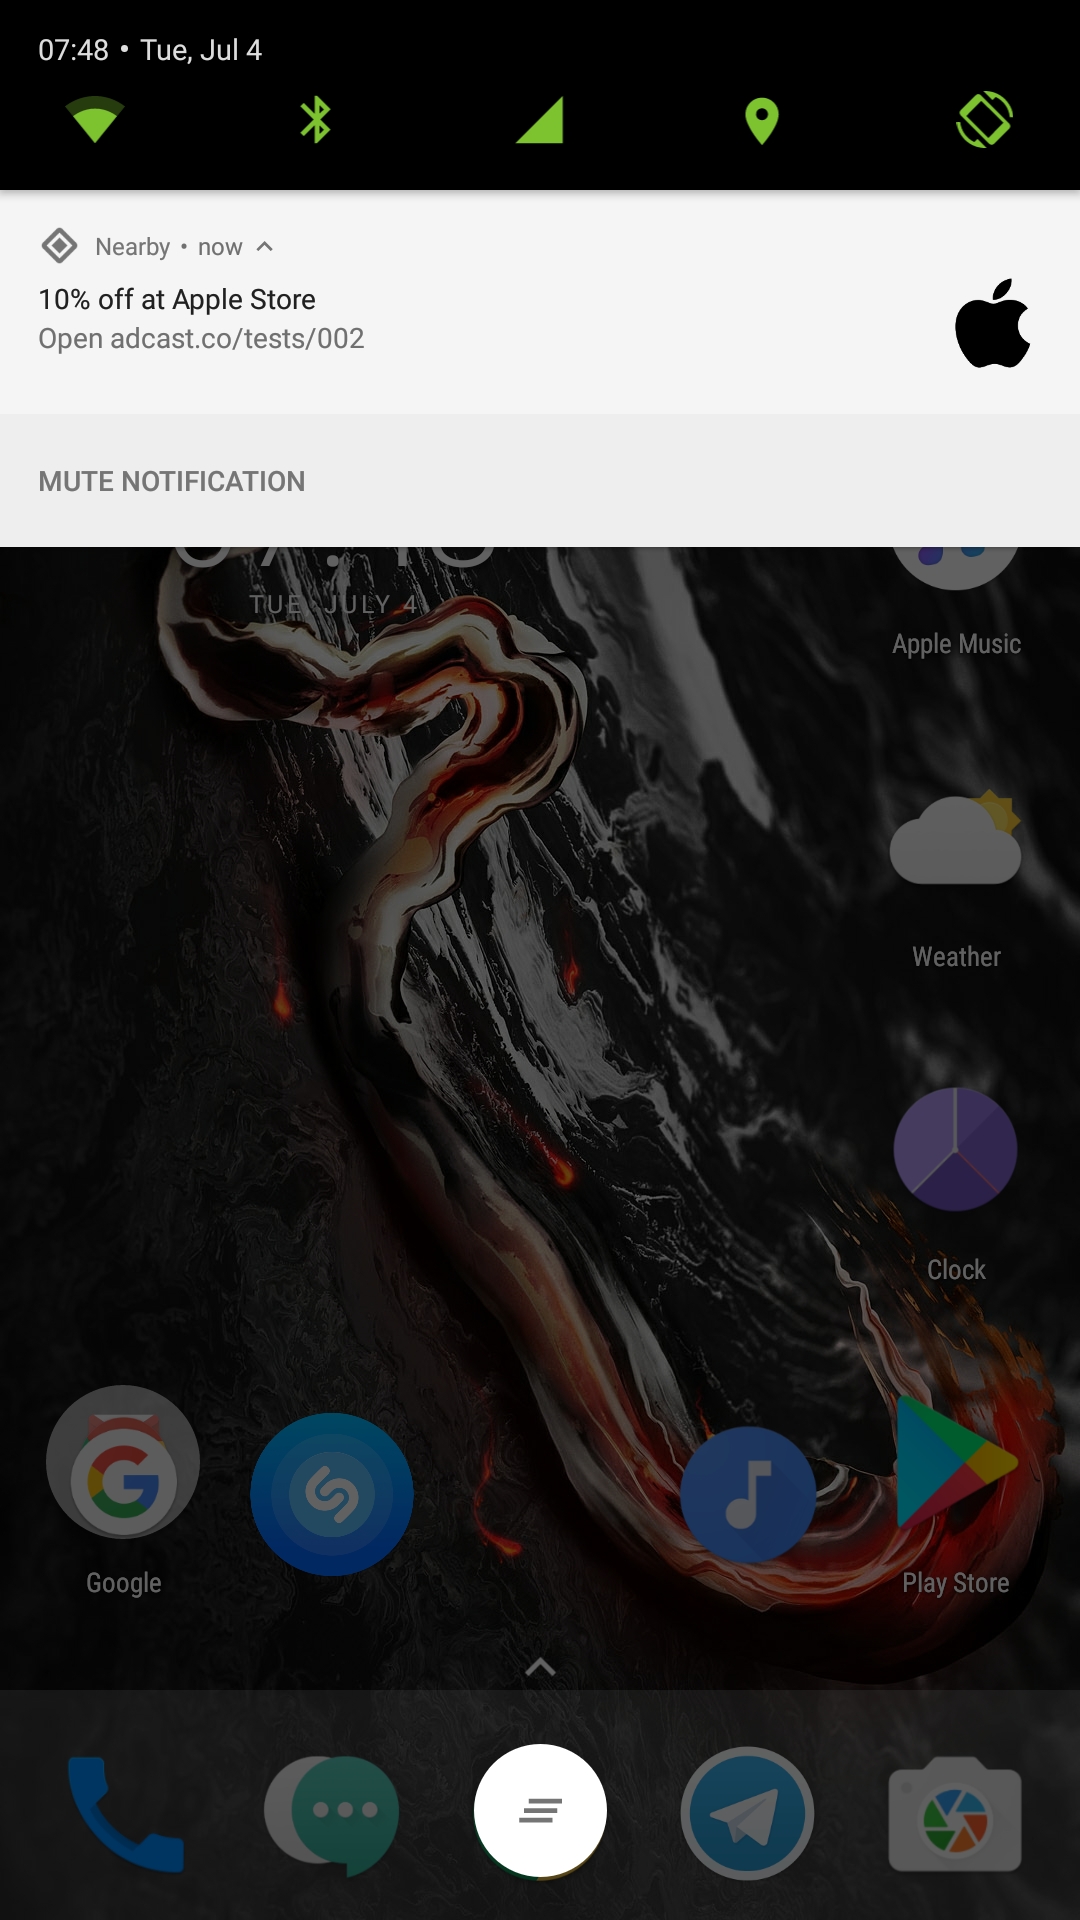 07:48 • Tue, Jul 4
Nearby • now
10% off at Apple Store
Open adcast.co/tests/002
MUTE NOTIFICATION
TUE, JULY 4
Apple Music
Weather
Clock
Google
Play Store